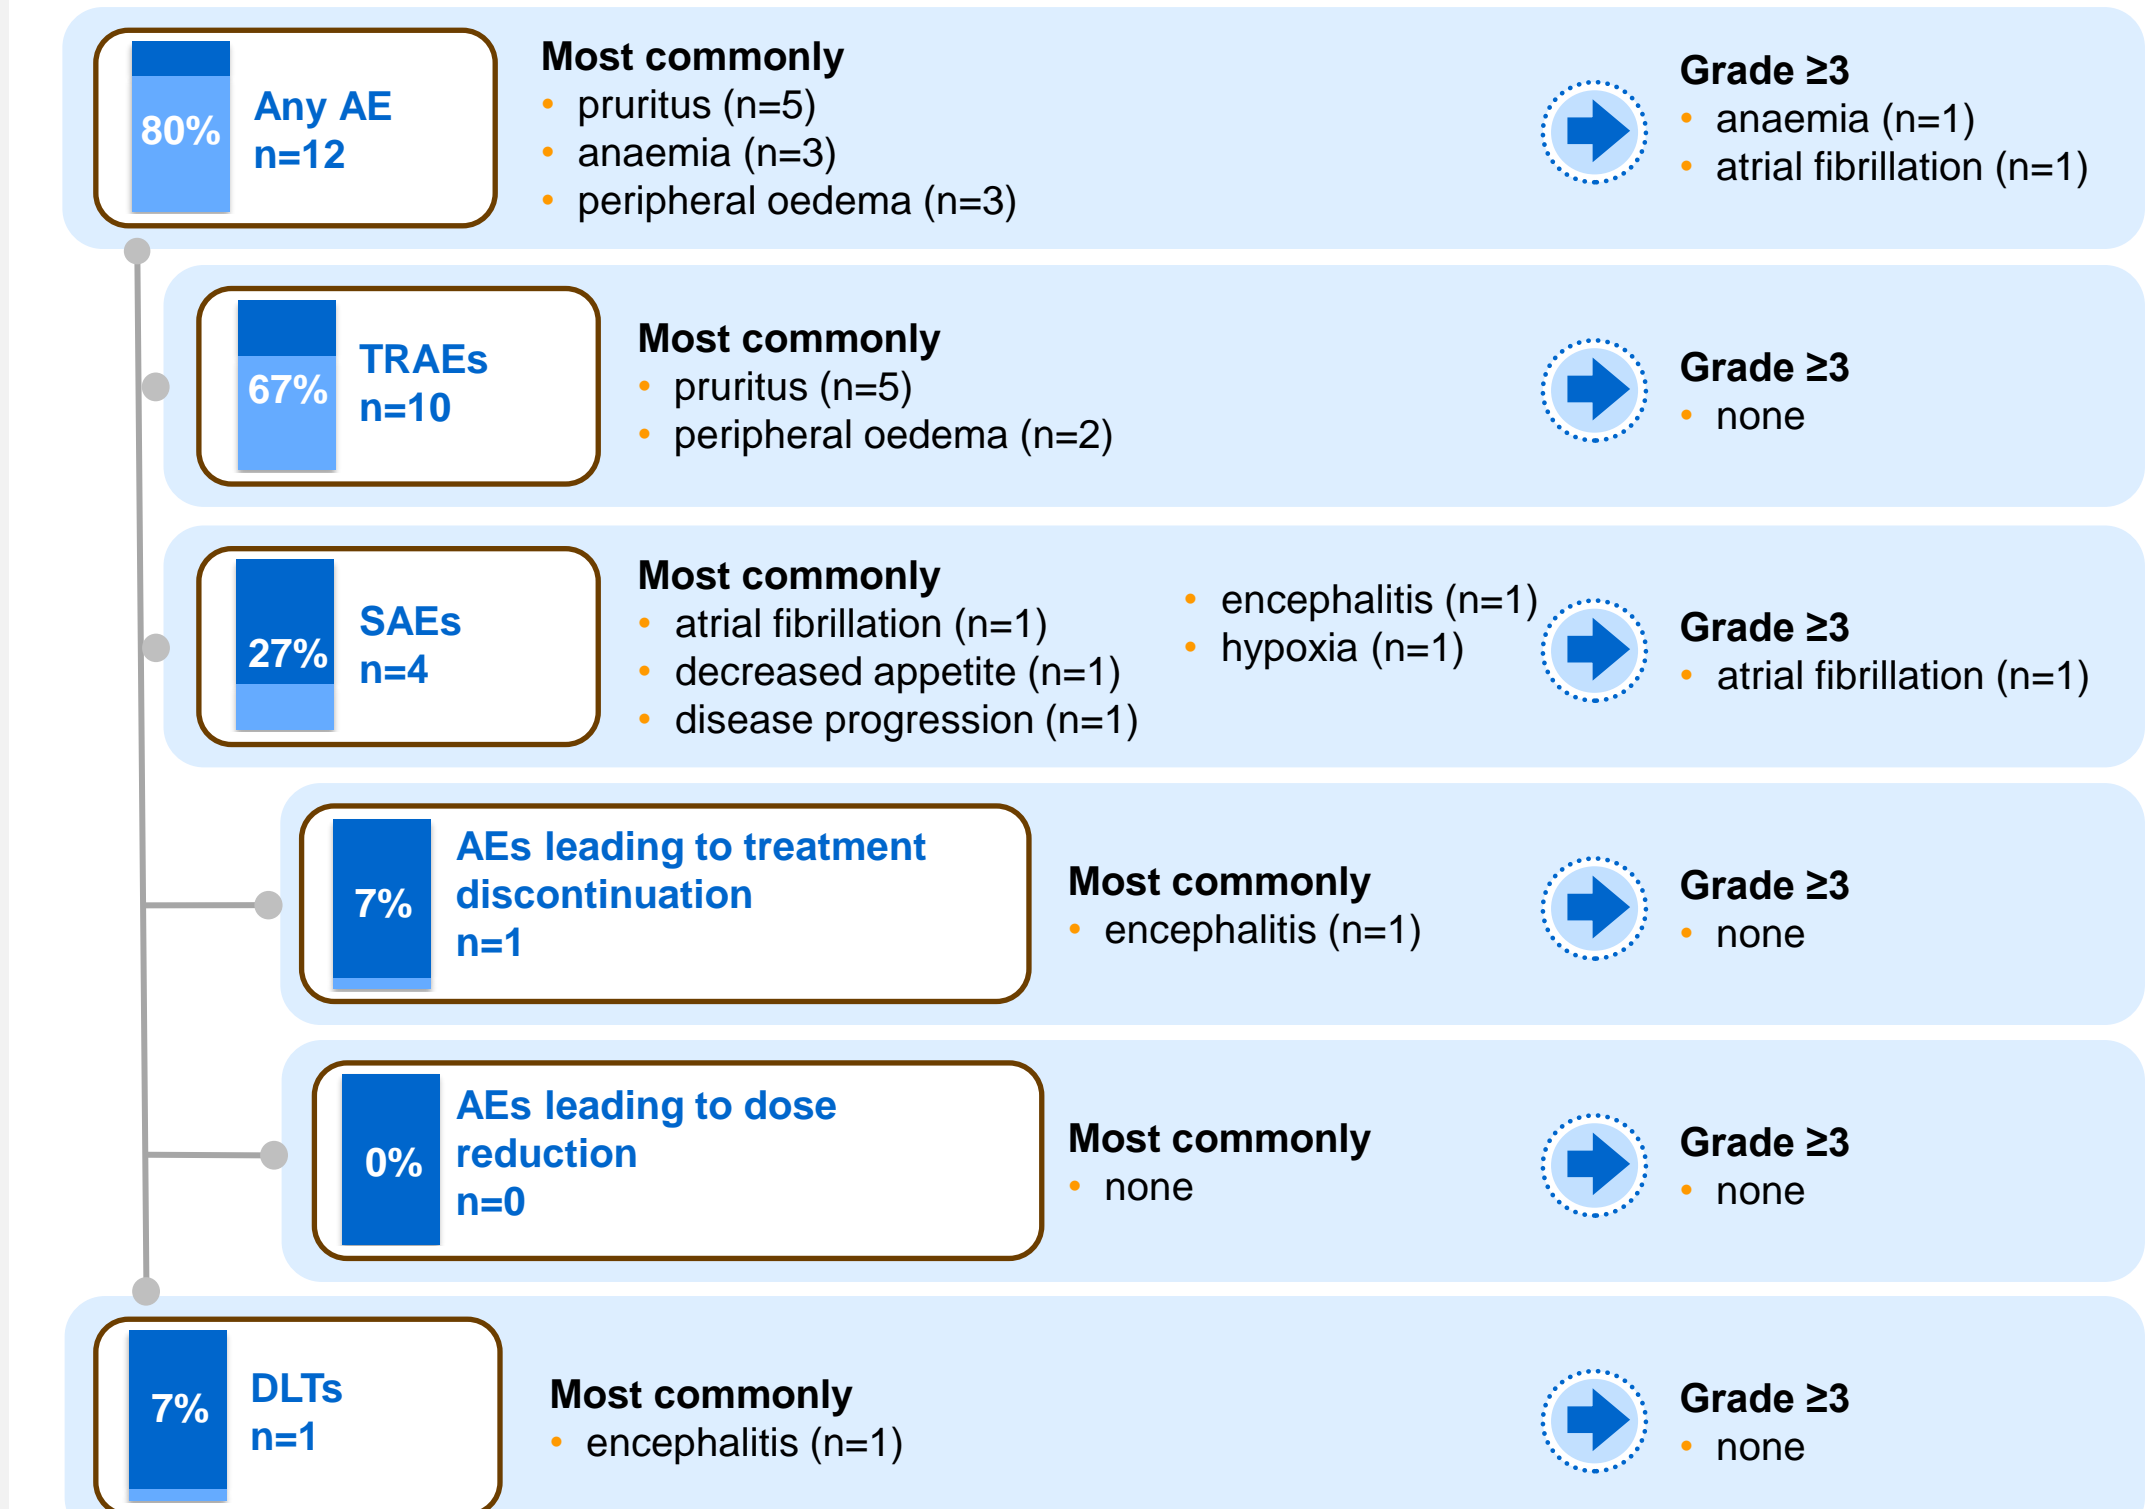 80%
Any AE
n=12
Most commonly
• pruritus (n=5)
• anaemia (n=3)
• peripheral oedema (n=3)
Grade ≥3
• anaemia (n=1)
• atrial fibrillation (n=1)
67%
TRAEs
n=10
Most commonly
• pruritus (n=5)
• peripheral oedema (n=2)
Grade ≥3
• none
27%
SAEs
n=4
Most commonly
• atrial fibrillation (n=1)
• decreased appetite (n=1)
• disease progression (n=1)
• encephalitis (n=1)
• hypoxia (n=1)
Grade ≥3
• atrial fibrillation (n=1)
7%
AEs leading to treatment
discontinuation
n=1
Most commonly
• encephalitis (n=1)
Grade ≥3
• none
0%
AEs leading to dose
reduction
n=0
Most commonly
• none
Grade ≥3
• none
7%
DLTs
n=1
Most commonly
• encephalitis (n=1)
Grade ≥3
• none